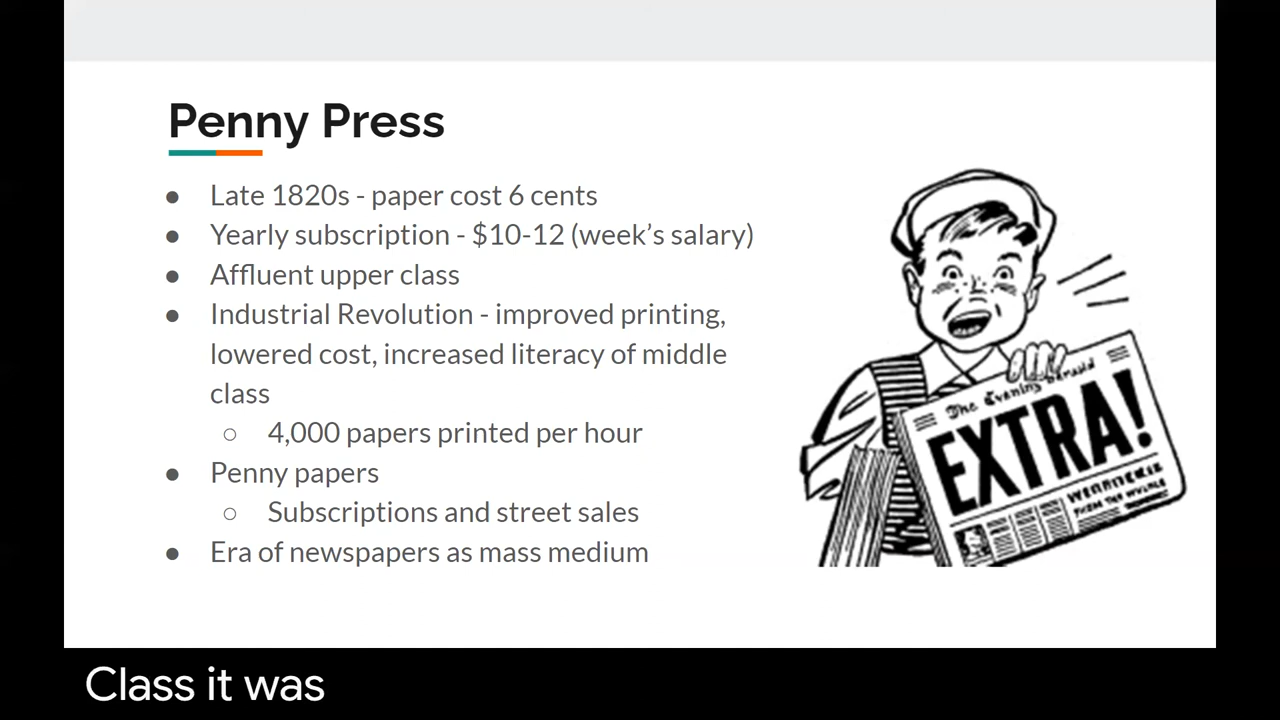 Penny Press
● Late 1820s - paper cost 6 cents
● Yearly subscription - $10-12 (week's salary)
● Affluent upper class
● Industrial Revolution - improved printing,
lowered cost, increased literacy of middle
class
○ 4,000 papers printed per hour
● Penny papers
○ Subscriptions and street sales
● Era of newspapers as mass medium
The Evening
EXTRA!
Class it was